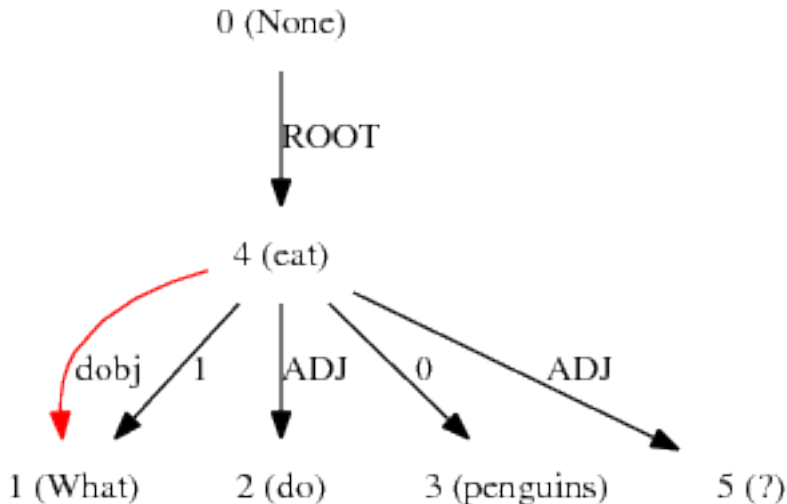 0 (None)
ROOT
4 (eat)
dobj 1 ADJ 0 ADJ
1 (What) 2 (do) 3 (penguins) 5 (?)